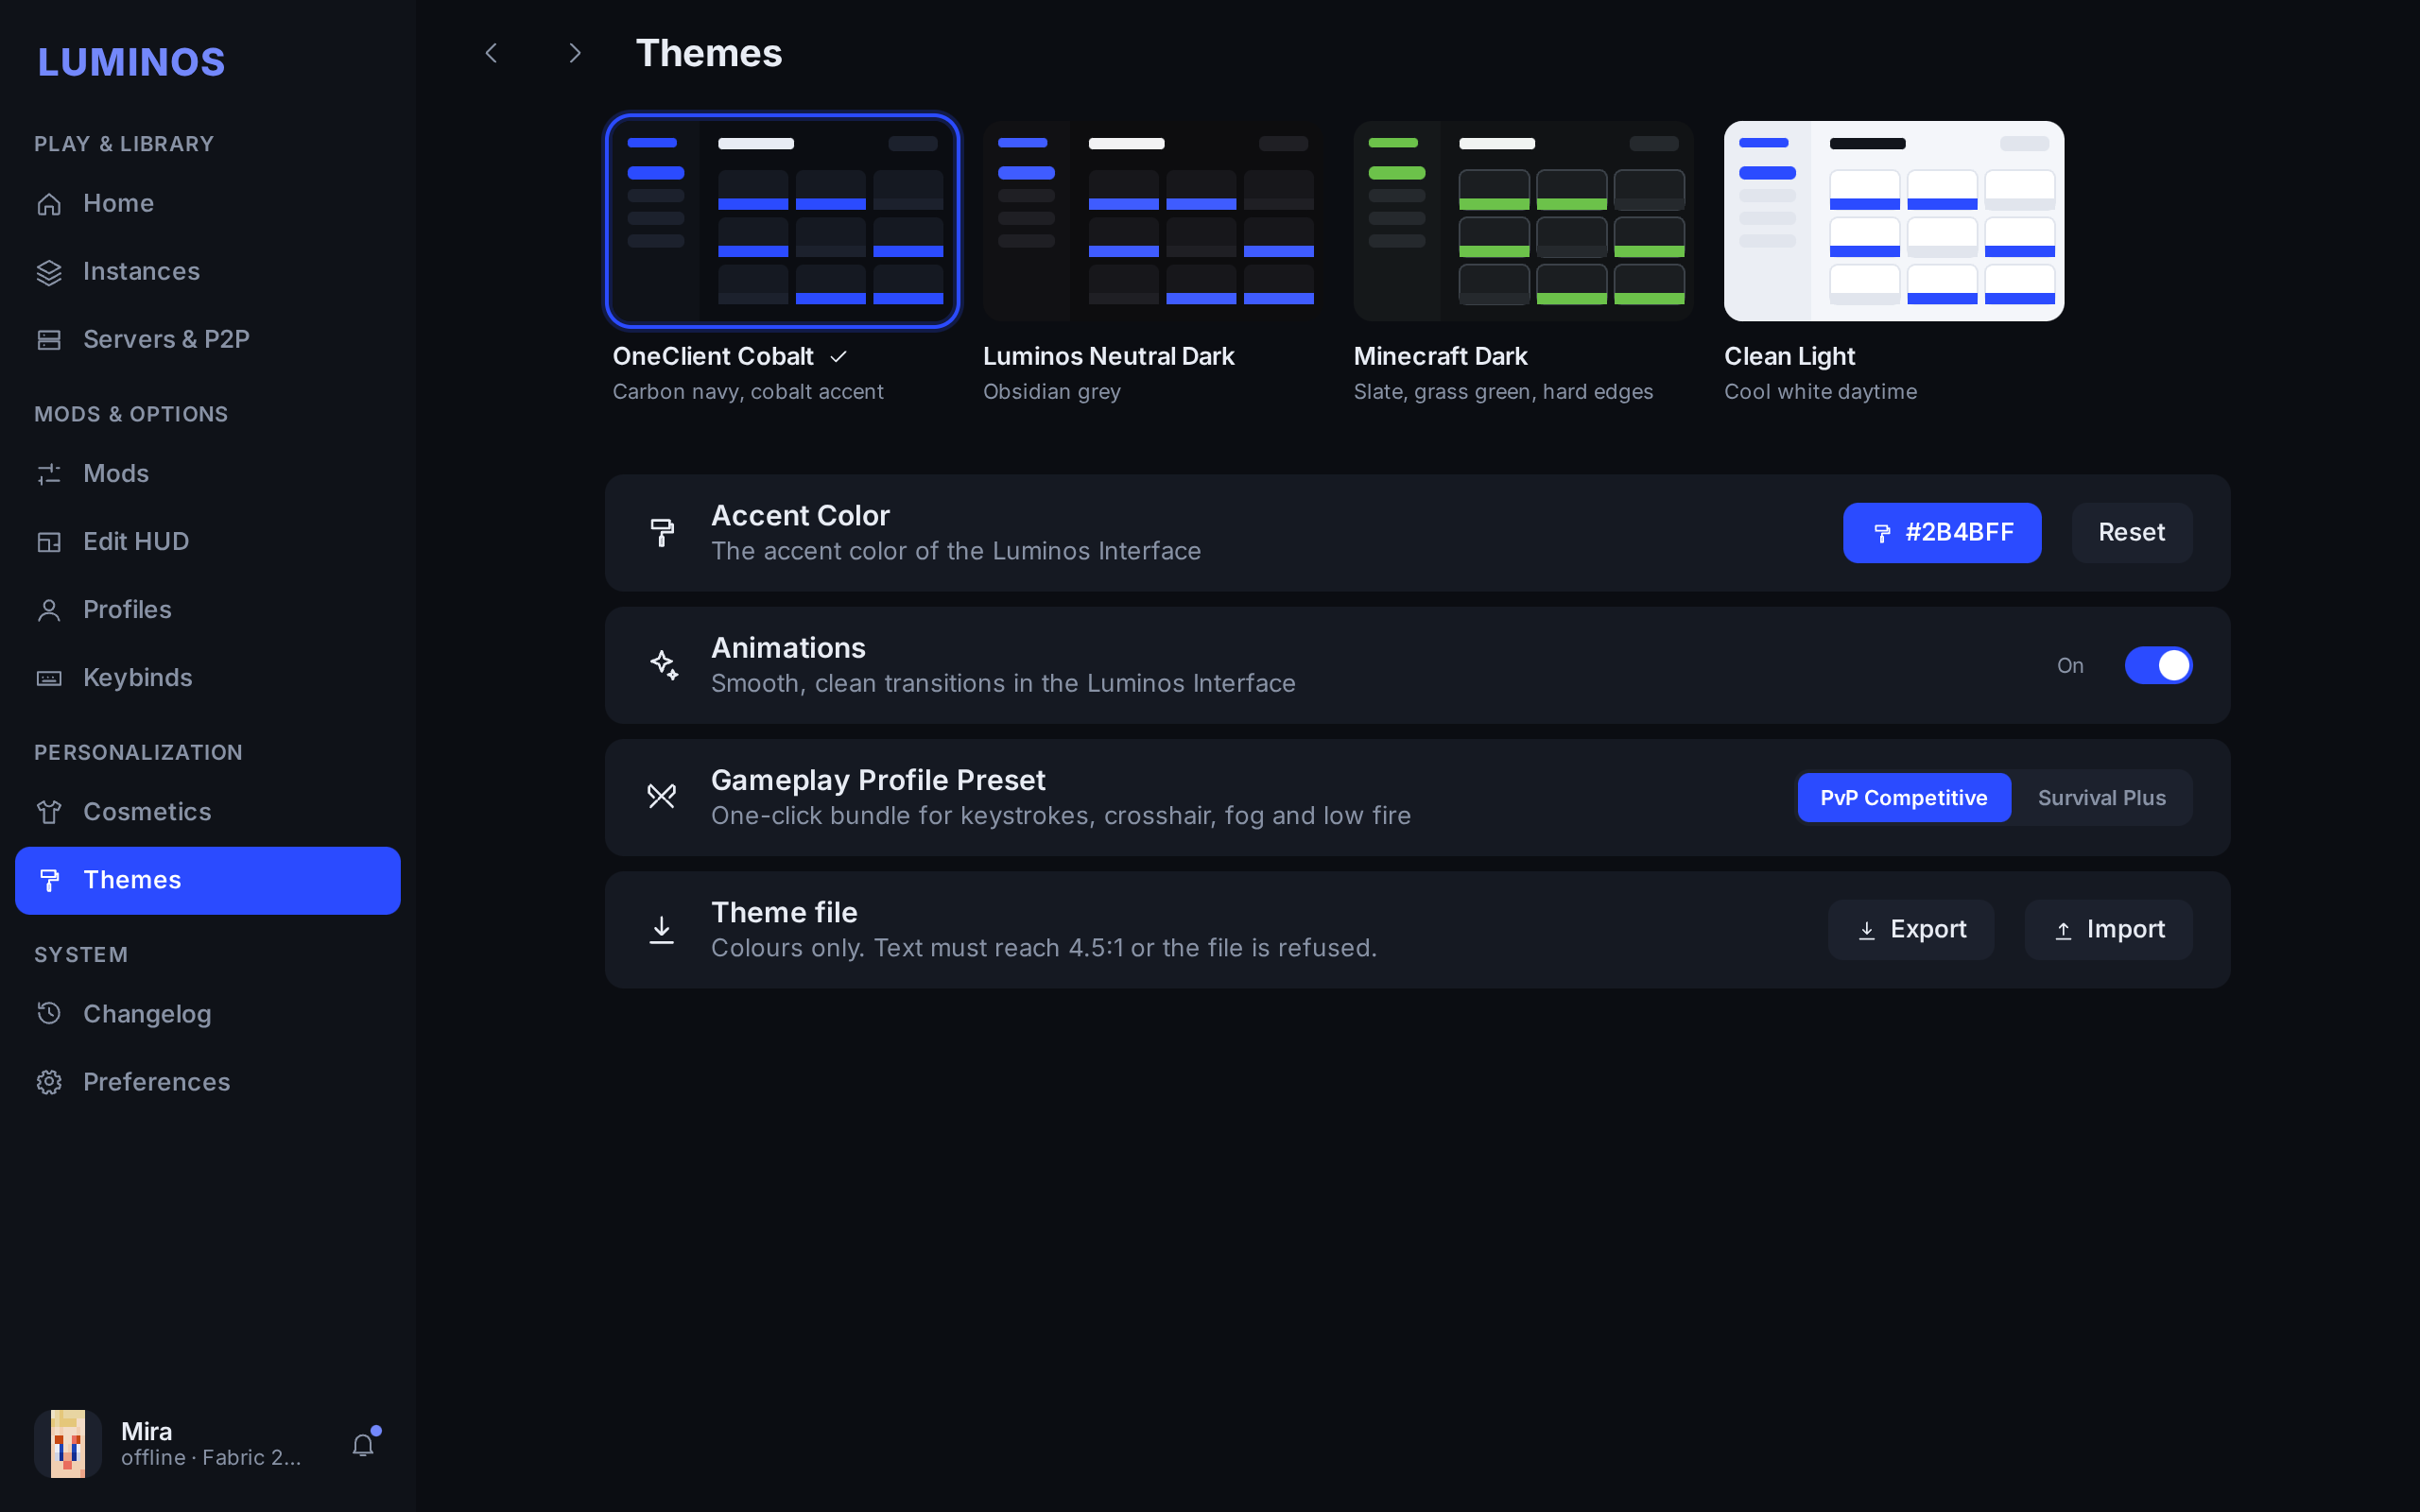 LUMINOS
PLAY & LIBRARY
Home
Instances
Servers & P2P
MODS & OPTIONS
Mods
Edit HUD
Profiles
Keybinds
PERSONALIZATION
Cosmetics
Themes
SYSTEM
Changelog
Preferences
Mira
offline · Fabric 2...
Themes
OneClient Cobalt
Carbon navy, cobalt accent
Luminos Neutral Dark
Obsidian grey
Minecraft Dark
Slate, grass green, hard edges
Clean Light
Cool white daytime
Accent Color
The accent color of the Luminos Interface
#2B4BFF
Reset
Animations
Smooth, clean transitions in the Luminos Interface
On
Gameplay Profile Preset
One-click bundle for keystrokes, crosshair, fog and low fire
PvP Competitive
Survival Plus
Theme file
Colours only. Text must reach 4.5:1 or the file is refused.
Export
Import